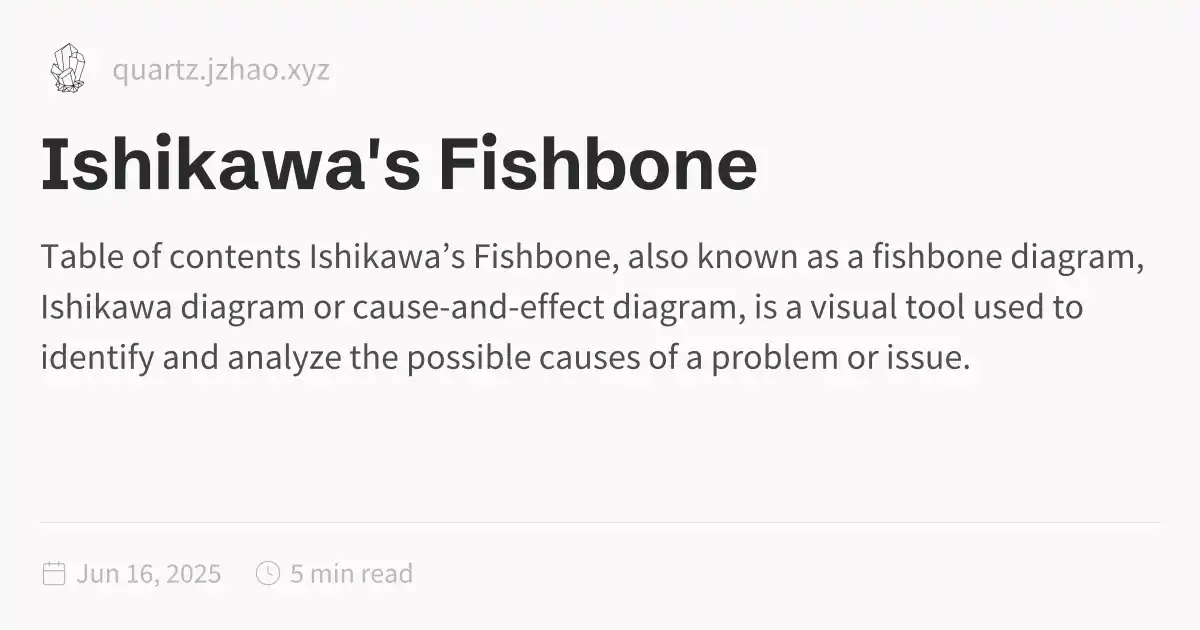 quartz.jzhao.xyz
Ishikawa's Fishbone
Table of contents Ishikawa’s Fishbone, also known as a fishbone diagram,
Ishikawa diagram or cause-and-effect diagram, is a visual tool used to
identify and analyze the possible causes of a problem or issue.
Jun 16, 2025 5 min read